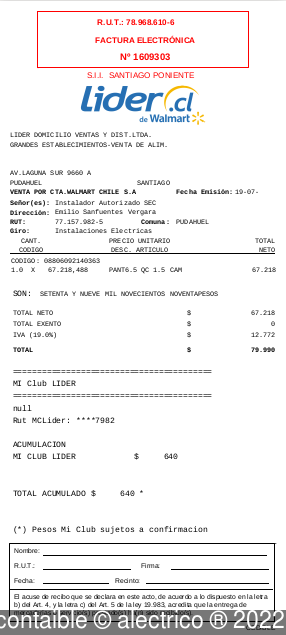 R.U.T.: 78.968.610-6
FACTURA ELECTRÓNICA
Nº 1609303
S.I.I. SANTIAGO PONIENTE
Lider.cl
de Walmart
LIDER DOMICILIO VENTAS Y DIST.LTDA.
GRANDES ESTABLECIMIENTOS-VENTA DE ALIM.
AV.LAGUNA SUR 9660 A
PUDAHUEL SANTIAGO
VENTA POR CTA.WALMART CHILE S.A Fecha Emisión: 19-07-
Señor(es): Instalador Autorizado SEC
Dirección: Emilio Sanfuentes Vergara
RUT: 77.157.982-5 Comuna: PUDAHUEL
Giro: Instalaciones Electricas
CANT. PRECIO UNITARIO TOTAL
CODIGO DESC. ARTICULO NETO
CODIGO: 08806092140363
1.0 X 67.218,488 PANT6.5 QC 1.5 CAM 67.218
SON: SETENTA Y NUEVE MIL NOVECIENTOS NOVENTAPESOS
TOTAL NETO $ 67.218
TOTAL EXENTO $ 0
IVA (19.0%) $ 12.772
TOTAL $ 79.990
=========================================
MI Club LIDER
=========================================
null
Rut MCLider: ****7982
ACUMULACION
MI CLUB LIDER $ 640
TOTAL ACUMULADO $ 640 *
(*) Pesos Mi Club sujetos a confirmacion
Nombre:
R.U.T.: Firma:
Fecha: Recinto:
El acuse de recibo que se declara en este acto, de acuerdo a lo dispuesto en la letra
b) del Art. 4, y la letra c) del Art. 5 de la ley 19.983, acredita que la entrega de
contable © alectrico ® 2022